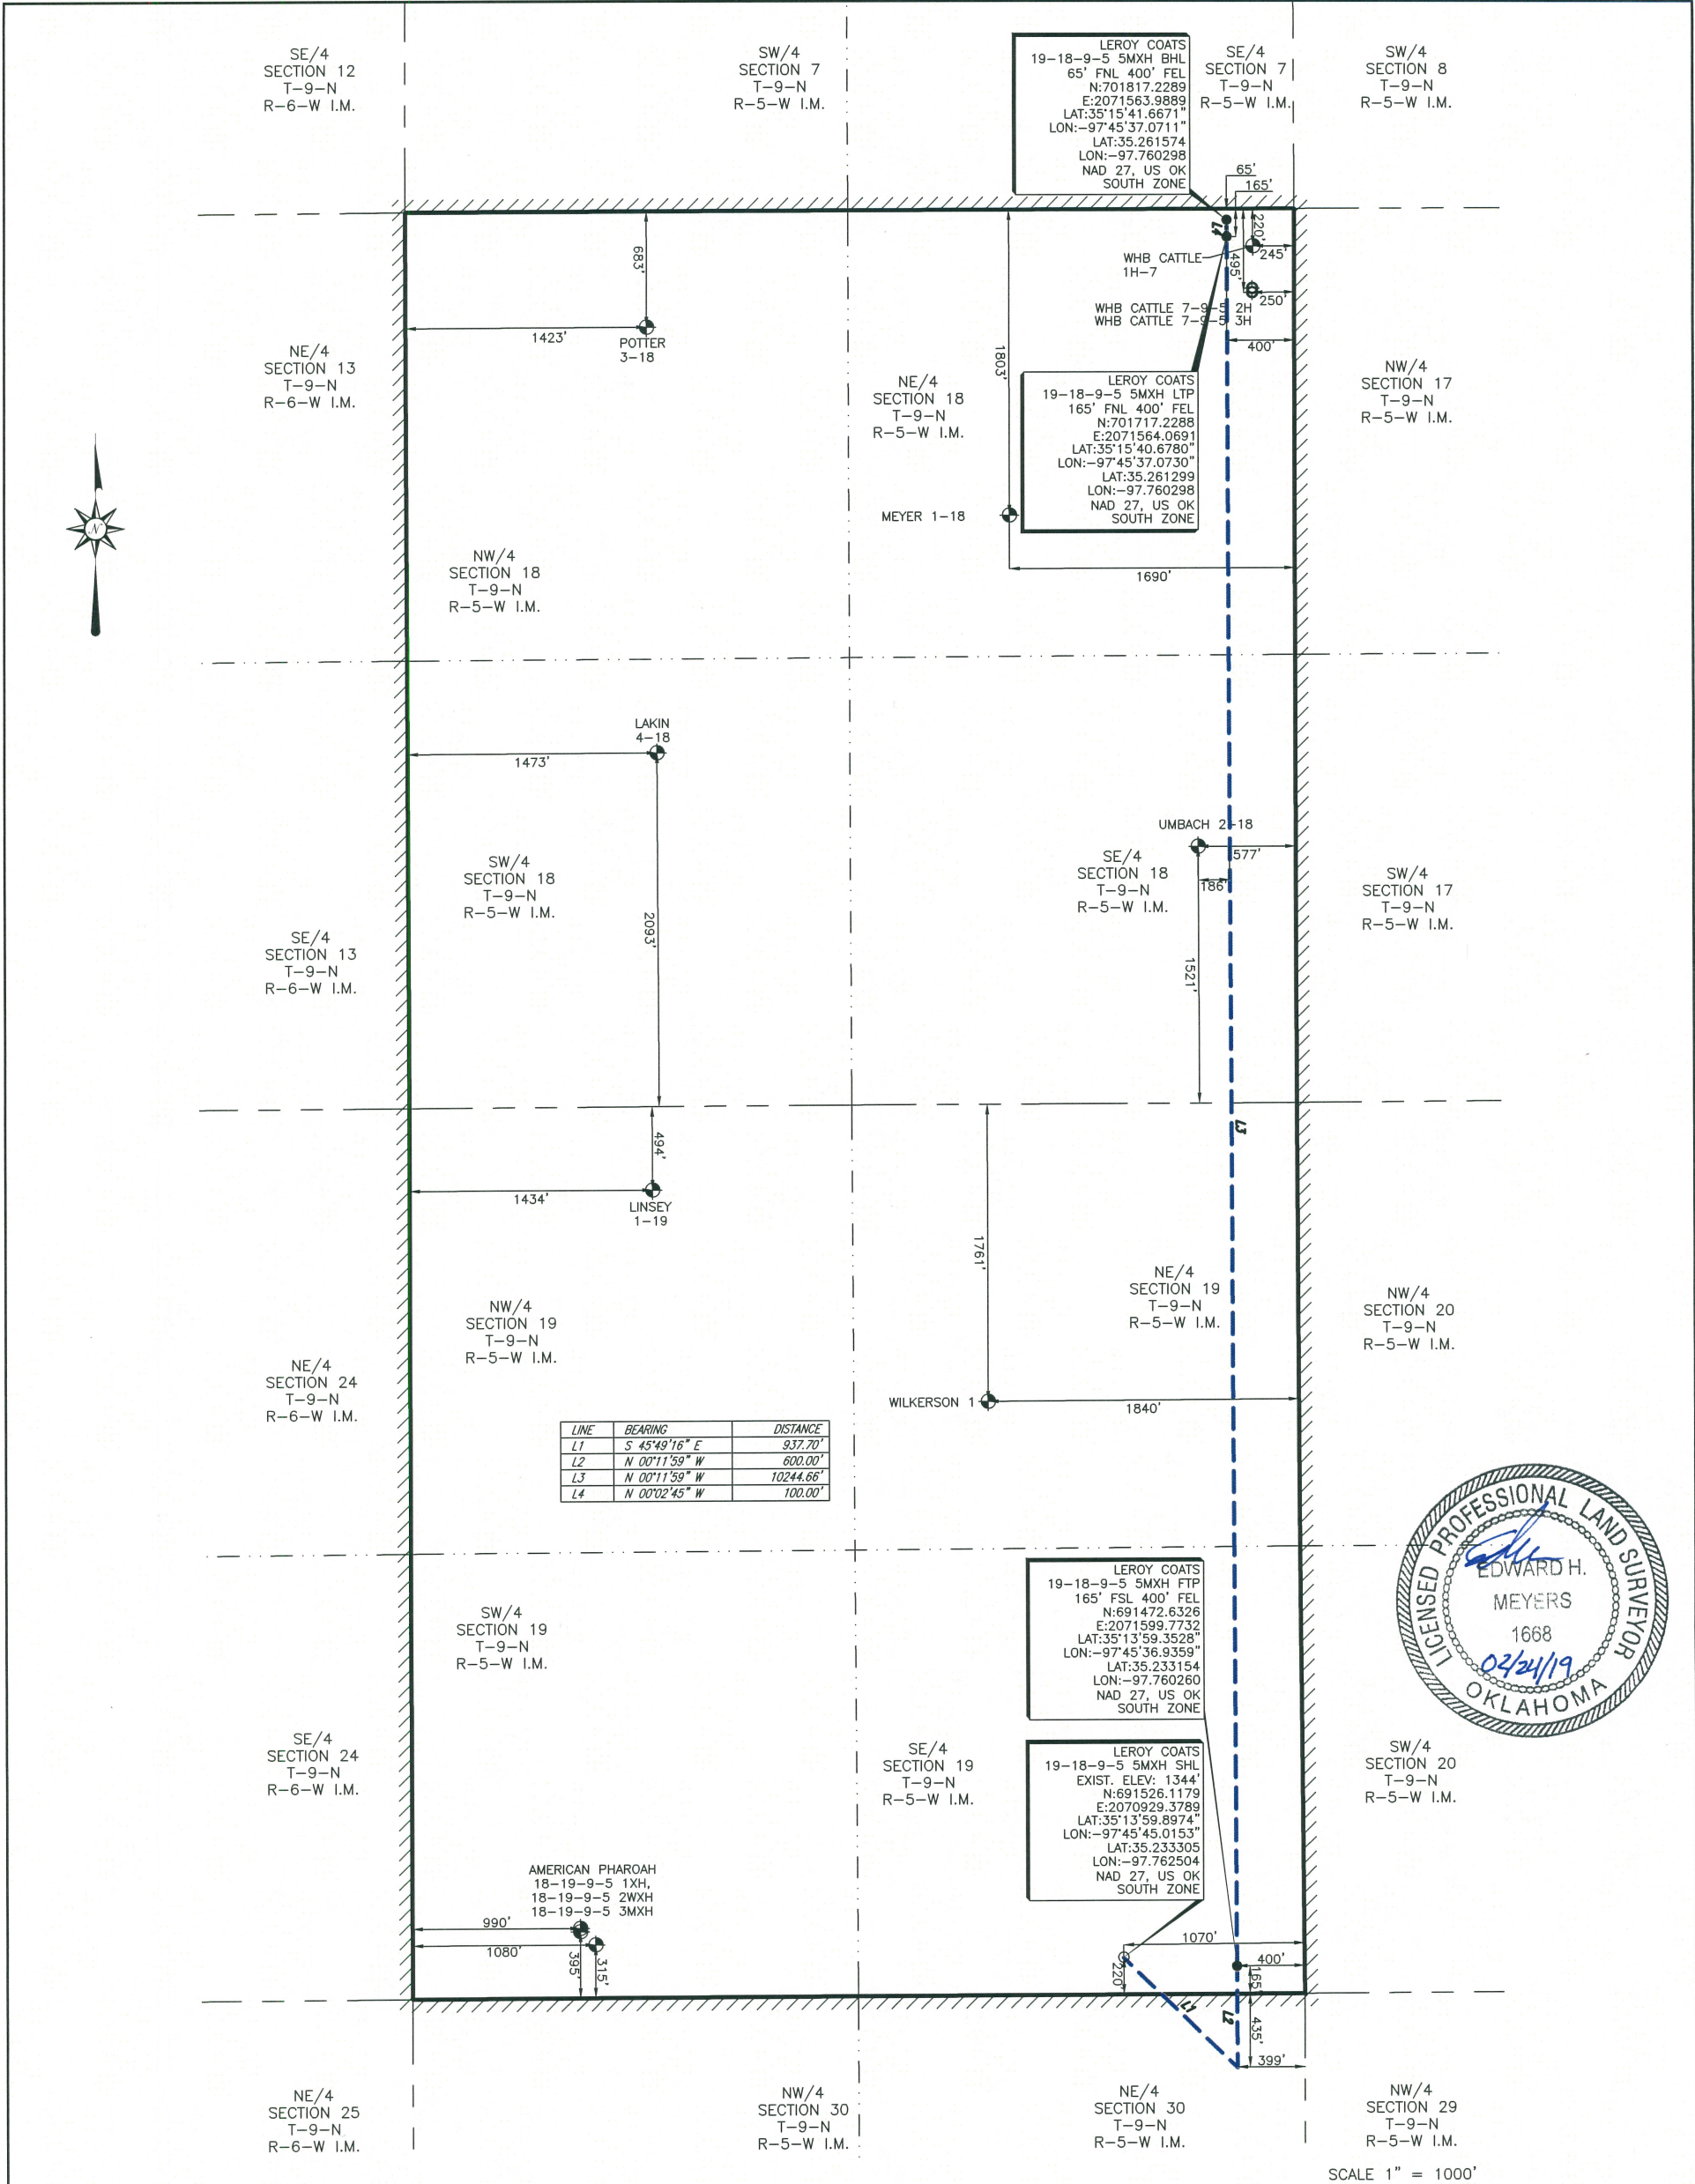 SE/4
SECTION 12
T-9-N
R-6-W I.M.
SW/4
SECTION 7
T-9-N
R-5-W I.M.
LEROY COATS
19-18-9-5 5MXH BHL
65' FNL 400' FEL
N:701817.2289
E:2071563.9889
LAT:35°15'41.6671"
LON:-97°45'37.0711"
LAT:35.261574
LON:-97.760298
NAD 27, US OK
SOUTH ZONE
SE/4
SECTION 7
T-9-N
R-5-W I.M.
SW/4
SECTION 8
T-9-N
R-5-W I.M.
65'
165'
L4
220'
245'
495'
250'
400'
WHB CATTLE
1H-7
WHB CATTLE 7-9-5 2H
WHB CATTLE 7-9-5 3H
683'
1423'
POTTER
3-18
NE/4
SECTION 13
T-9-N
R-6-W I.M.
NE/4
SECTION 18
T-9-N
R-5-W I.M.
1803'
LEROY COATS
19-18-9-5 5MXH LTP
165' FNL 400' FEL
N:701717.2288
E:2071564.0691
LAT:35°15'40.6780"
LON:-97°45'37.0730"
LAT:35.261299
LON:-97.760298
NAD 27, US OK
SOUTH ZONE
NW/4
SECTION 17
T-9-N
R-5-W I.M.
N
MEYER 1-18
1690'
NW/4
SECTION 18
T-9-N
R-5-W I.M.
LAKIN
4-18
1473'
2093'
UMBACH 2-18
577'
186'
1521'
SW/4
SECTION 18
T-9-N
R-5-W I.M.
SE/4
SECTION 18
T-9-N
R-5-W I.M.
SW/4
SECTION 17
T-9-N
R-5-W I.M.
SE/4
SECTION 13
T-9-N
R-6-W I.M.
L3
494'
1434'
LINSEY
1-19
1761'
NE/4
SECTION 19
T-9-N
R-5-W I.M.
NW/4
SECTION 20
T-9-N
R-5-W I.M.
NW/4
SECTION 19
T-9-N
R-5-W I.M.
NE/4
SECTION 24
T-9-N
R-6-W I.M.
WILKERSON 1
1840'
LINE BEARING DISTANCE
L1 S 45°49'16" E 937.70'
L2 N 00°11'59" W 600.00'
L3 N 00°11'59" W 10244.66'
L4 N 00°02'45" W 100.00'
LICENSED PROFESSIONAL LAND SURVEYOR
EDWARD H.
MEYERS
1668
02/24/19
OKLAHOMA
LEROY COATS
19-18-9-5 5MXH FTP
165' FSL 400' FEL
N:691472.6326
E:2071599.7732
LAT:35°13'59.3528"
LON:-97°45'36.9359"
LAT:35.233154
LON:-97.760260
NAD 27, US OK
SOUTH ZONE
SW/4
SECTION 19
T-9-N
R-5-W I.M.
SE/4
SECTION 24
T-9-N
R-6-W I.M.
SE/4
SECTION 19
T-9-N
R-5-W I.M.
LEROY COATS
19-18-9-5 5MXH SHL
EXIST. ELEV: 1344'
N:691526.1179
E:2070929.3789
LAT:35°13'59.8974"
LON:-97°45'45.0153"
LAT:35.233305
LON:-97.762504
NAD 27, US OK
SOUTH ZONE
SW/4
SECTION 20
T-9-N
R-5-W I.M.
AMERICAN PHAROAH
18-19-9-5 1XH,
18-19-9-5 2WXH
18-19-9-5 3MXH
990'
1080'
395'
315'
1070'
400'
220'
165'
L1
L2
435'
399'
NE/4
SECTION 25
T-9-N
R-6-W I.M.
NW/4
SECTION 30
T-9-N
R-5-W I.M.
NE/4
SECTION 30
T-9-N
R-5-W I.M.
NW/4
SECTION 29
T-9-N
R-5-W I.M.
SCALE 1" = 1000'